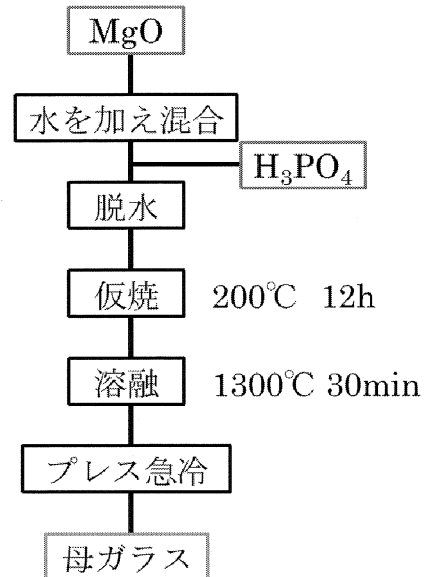 MgO
水を加え混合
H₃PO₄
脱水
仮焼 200℃ 12h
溶融 1300℃ 30min
プレス急冷
母ガラス